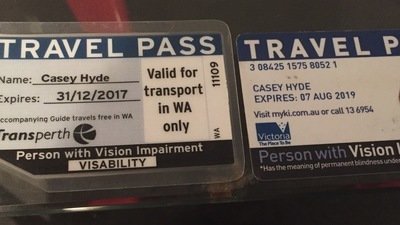 TRAVEL PASS
Name: Casey Hyde
Expires: 31/12/2017
Accompanying Guide travels free in WA
Transperth
Valid for
transport
in WA
only
11109
WA
Person with Vision Impairment
VISABILITY
TRAVEL P
3 08425 1575 8052 1
CASEY HYDE
EXPIRES: 07 AUG 2019
Visit myki.com.au or call 13 6954
Victoria
The Place To Be
Person with Vision I
*Has the meaning of permanent blindness under